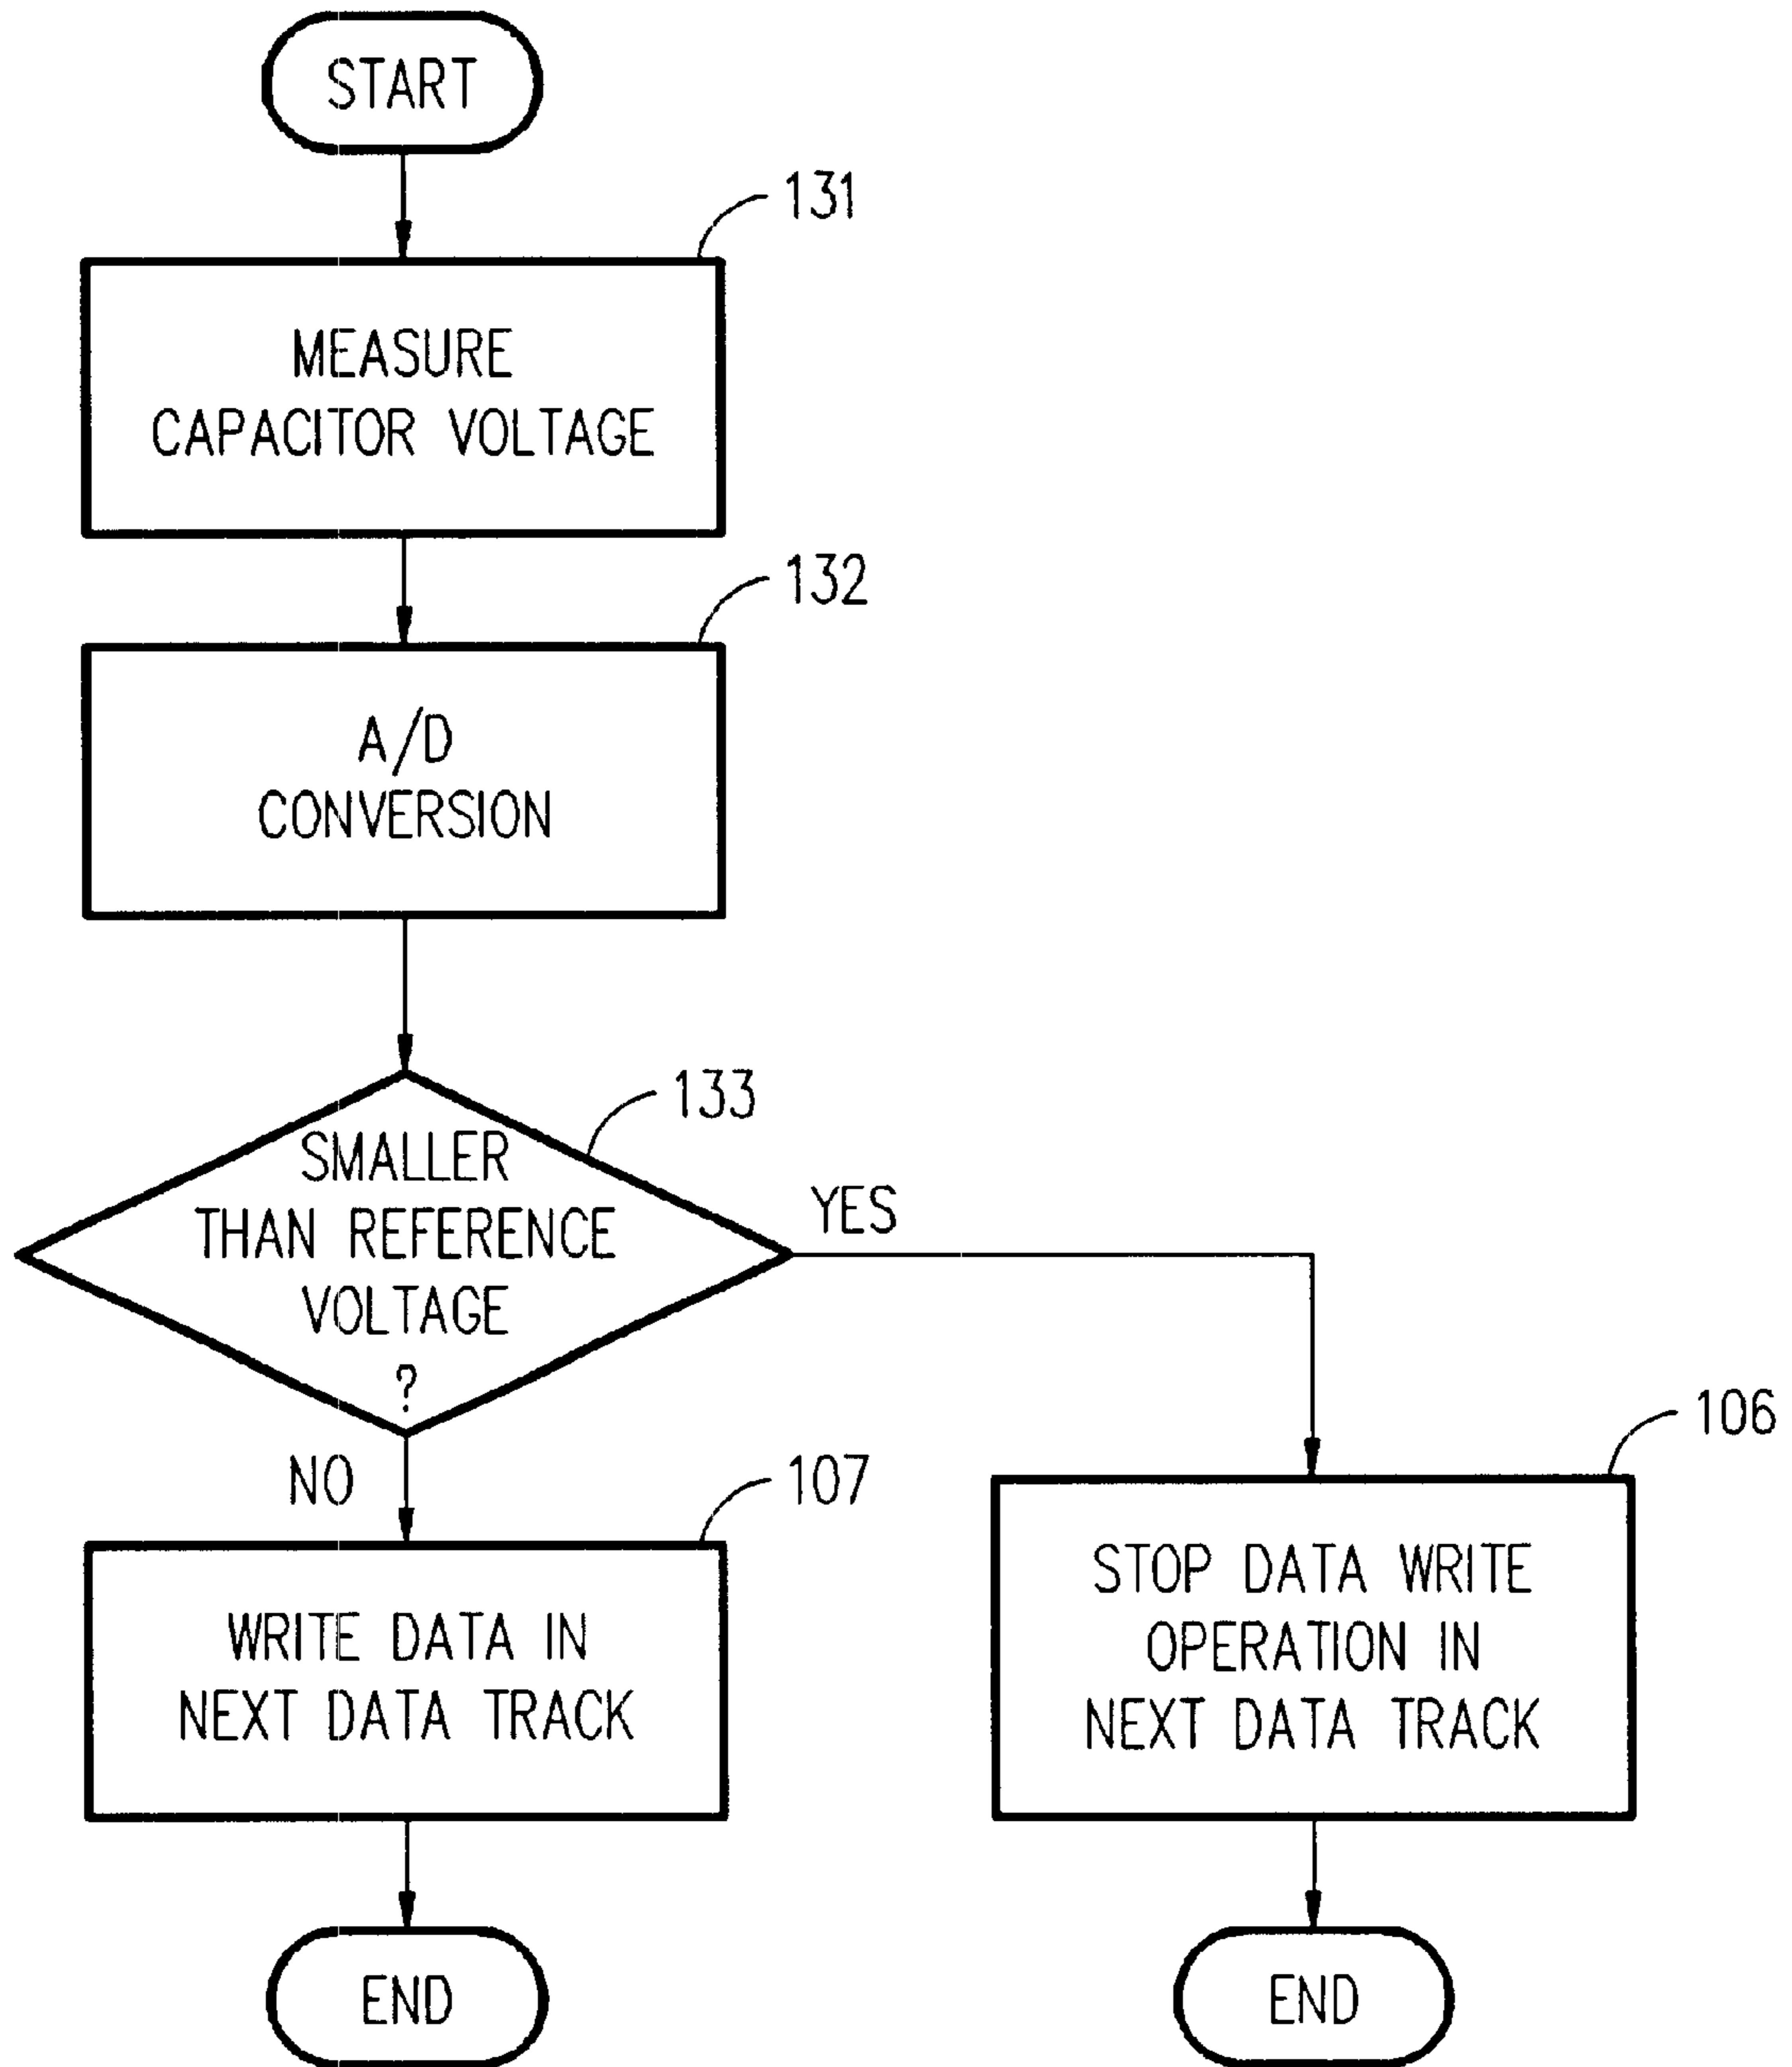 START
131
MEASURE
CAPACITOR VOLTAGE
132
A/D
CONVERSION
133
SMALLER
THAN REFERENCE
VOLTAGE
?
YES
NO
107
WRITE DATA IN
NEXT DATA TRACK
END
106
STOP DATA WRITE
OPERATION IN
NEXT DATA TRACK
END